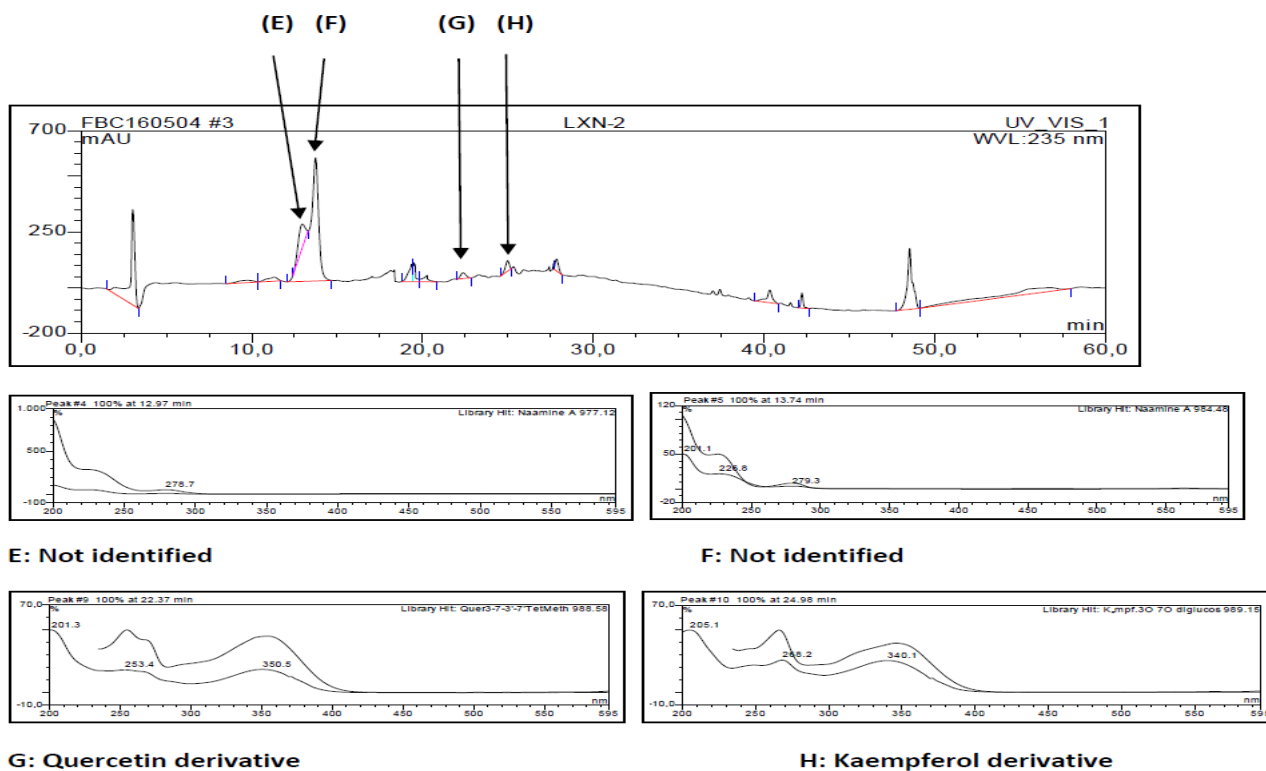 (E) (F) (G) (H)
FBC160504 #3 LXN-2 UV_VIS_1
700 mAU WVL:235 nm
250
-200 min
0,0 10,0 20,0 30,0 40,0 50,0 60,0
Peak#4 100% at 12.97 min
1.000 % Library Hit: Naamine A 977.12
500
278.7
-100 nm
200 250 300 350 400 450 500 595
Peak#5 100% at 13.74 min
120 % Library Hit: Naamine A 984.48
50 201.1
226.8
279.3
-20 nm
200 250 300 350 400 450 500 595
E: Not identified F: Not identified
Peak#9 100% at 22.37 min
70,0 % Library Hit: Quer3-7-3'-7'TetMeth 988.58
201.3
253.4 350.5
-10,0 nm
200 250 300 350 400 450 500 595
Peak#10 100% at 24.98 min
70,0 % Library Hit: K,mpf.3O 7O diglucos 989.15
205.1
268.2 340.1
-10,0 nm
200 250 300 350 400 450 500 595
G: Quercetin derivative H: Kaempferol derivative